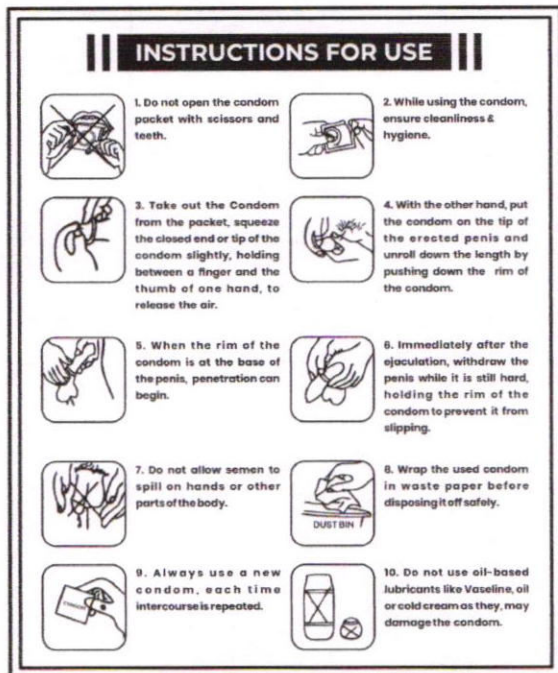 INSTRUCTIONS FOR USE
1. Do not open the condom
packet with scissors and
teeth.
2. While using the condom,
ensure cleanliness &
hygiene.
3. Take out the Condom
from the packet, squeeze
the closed end or tip of the
condom slightly, holding
between a finger and the
thumb of one hand, to
release the air.
4. With the other hand, put
the condom on the tip of
the erected penis and
unroll down the length by
pushing down the rim of
the condom.
5. When the rim of the
condom is at the base of
the penis, penetration can
begin.
6. Immediately after the
ejaculation, withdraw the
penis while it is still hard,
holding the rim of the
condom to prevent it from
slipping.
7. Do not allow semen to
spill on hands or other
parts of the body.
8. Wrap the used condom
in waste paper before
disposing it off safely.
DUST BIN
9. Always use a new
condom, each time
intercourse is repeated.
CONDOM
10. Do not use oil-based
lubricants like Vaseline, oil
or cold cream as they, may
damage the condom.